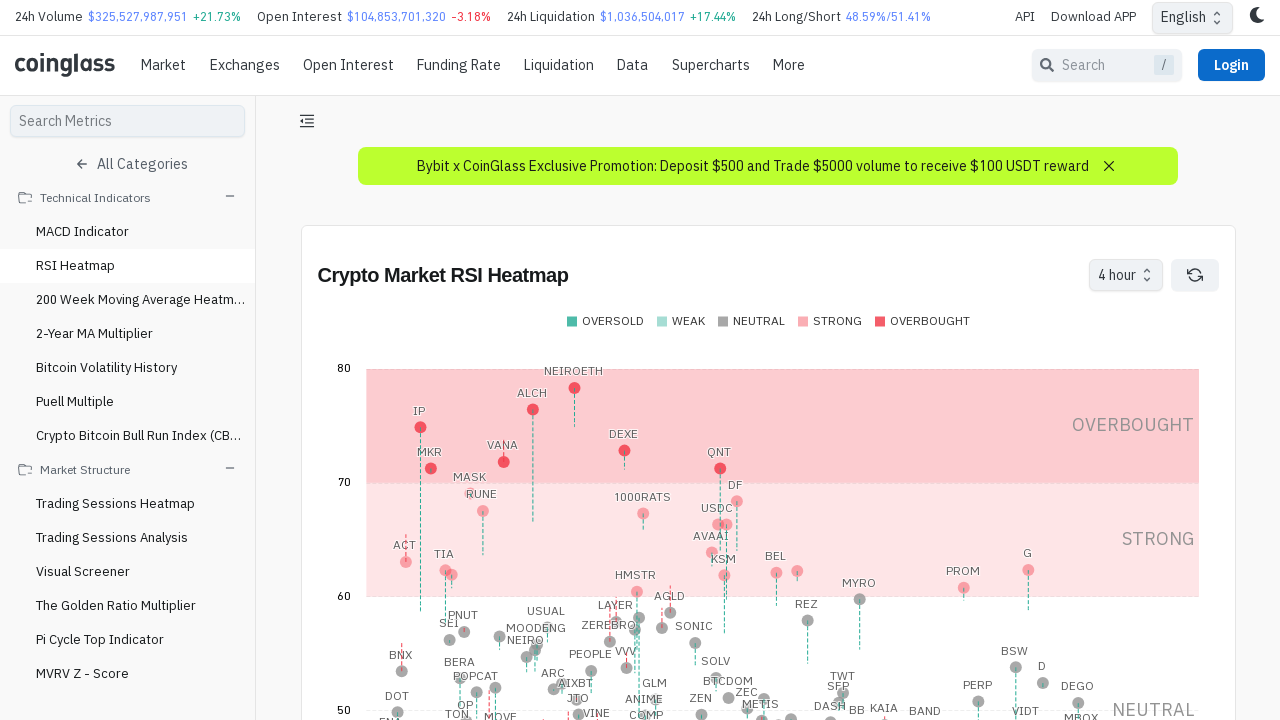 24h Volume $325,527,987,951 +21.73% Open Interest $104,853,701,320 -3.18% 24h Liquidation $1,036,504,017 +17.44% 24h Long/Short 48.59%/51.41% API Download APP English
coinglass Market Exchanges Open Interest Funding Rate Liquidation Data Supercharts More Search / Login
Search Metrics
All Categories
Technical Indicators
MACD Indicator
RSI Heatmap
200 Week Moving Average Heatm...
2-Year MA Multiplier
Bitcoin Volatility History
Puell Multiple
Crypto Bitcoin Bull Run Index (CB...
Market Structure
Trading Sessions Heatmap
Trading Sessions Analysis
Visual Screener
The Golden Ratio Multiplier
Pi Cycle Top Indicator
MVRV Z - Score
Bybit x CoinGlass Exclusive Promotion: Deposit $500 and Trade $5000 volume to receive $100 USDT reward
Crypto Market RSI Heatmap
4 hour
OVERSOLD WEAK NEUTRAL STRONG OVERBOUGHT
80
NEIROETH
ALCH
IP
OVERBOUGHT
DEXE
VANA
MKR QNT
MASK
70
DF
RUNE 1000RATS
USDC
AVAAI
STRONG
ACT
TIA KSM BEL G
HMSTR PROM
MYRO
60
AGLD
LAYER REZ
PNUT USUAL
SEI MOODENG ZEREBRO SONIC
NEIRO
BNX PEOPLE VVV BSW
BERA SOLV D
POPCAT ARC TWT
AIXBT GLM BTCDOM SFP PERP DEGO
DOT JTO ANIME ZEN ZEC
OP METIS DASH BB KAIA
50 TON VINE COMP BAND VIDT NEUTRAL
MOVE MBOX